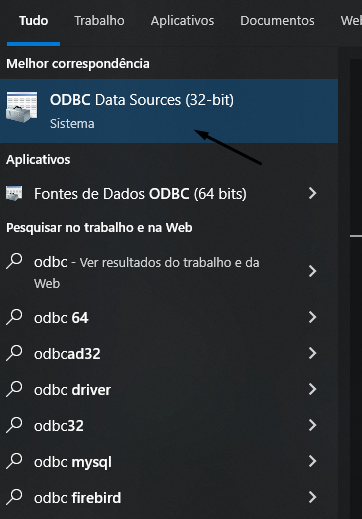 Tudo Trabalho Aplicativos Documentos We
Melhor correspondência
ODBC Data Sources (32-bit)
Sistema
Aplicativos
Fontes de Dados ODBC (64 bits)
Pesquisar no trabalho e na Web
odbc - Ver resultados do trabalho e da
Web
odbc 64
odbcad32
odbc driver
odbc32
odbc mysql
odbc firebird